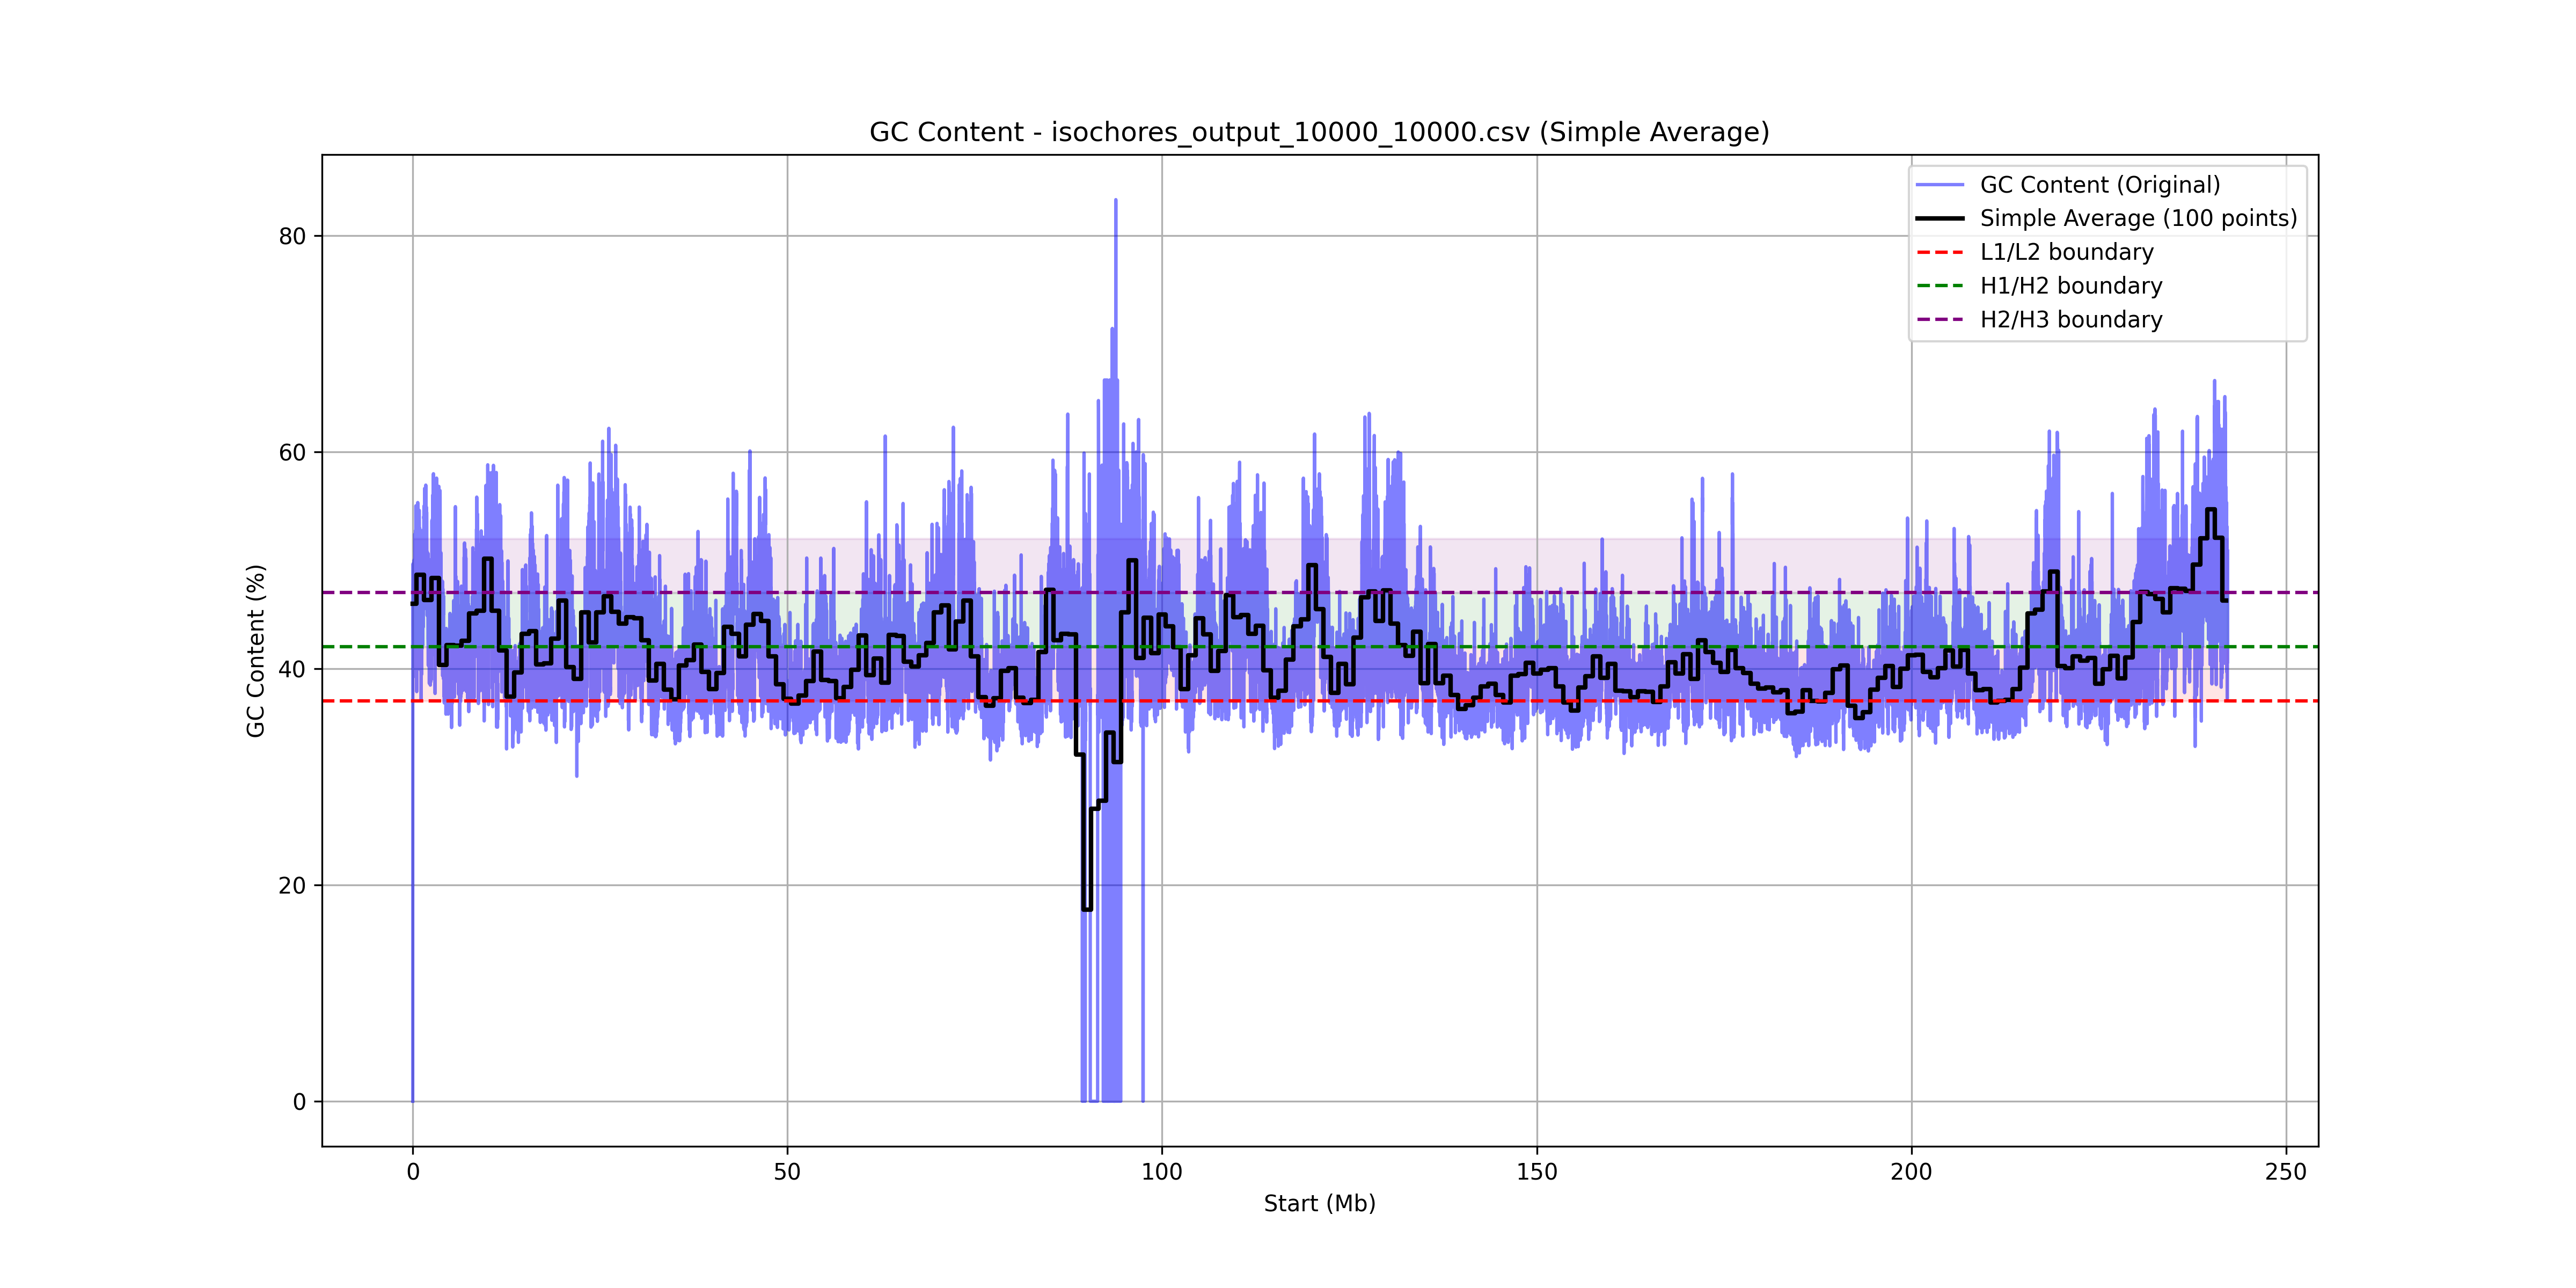 GC Content - isochores_output_10000_10000.csv (Simple Average)
GC Content (Original)
Simple Average (100 points)
L1/L2 boundary
H1/H2 boundary
H2/H3 boundary
GC Content (%)
80
60
40
20
0
0 50 100 150 200 250
Start (Mb)